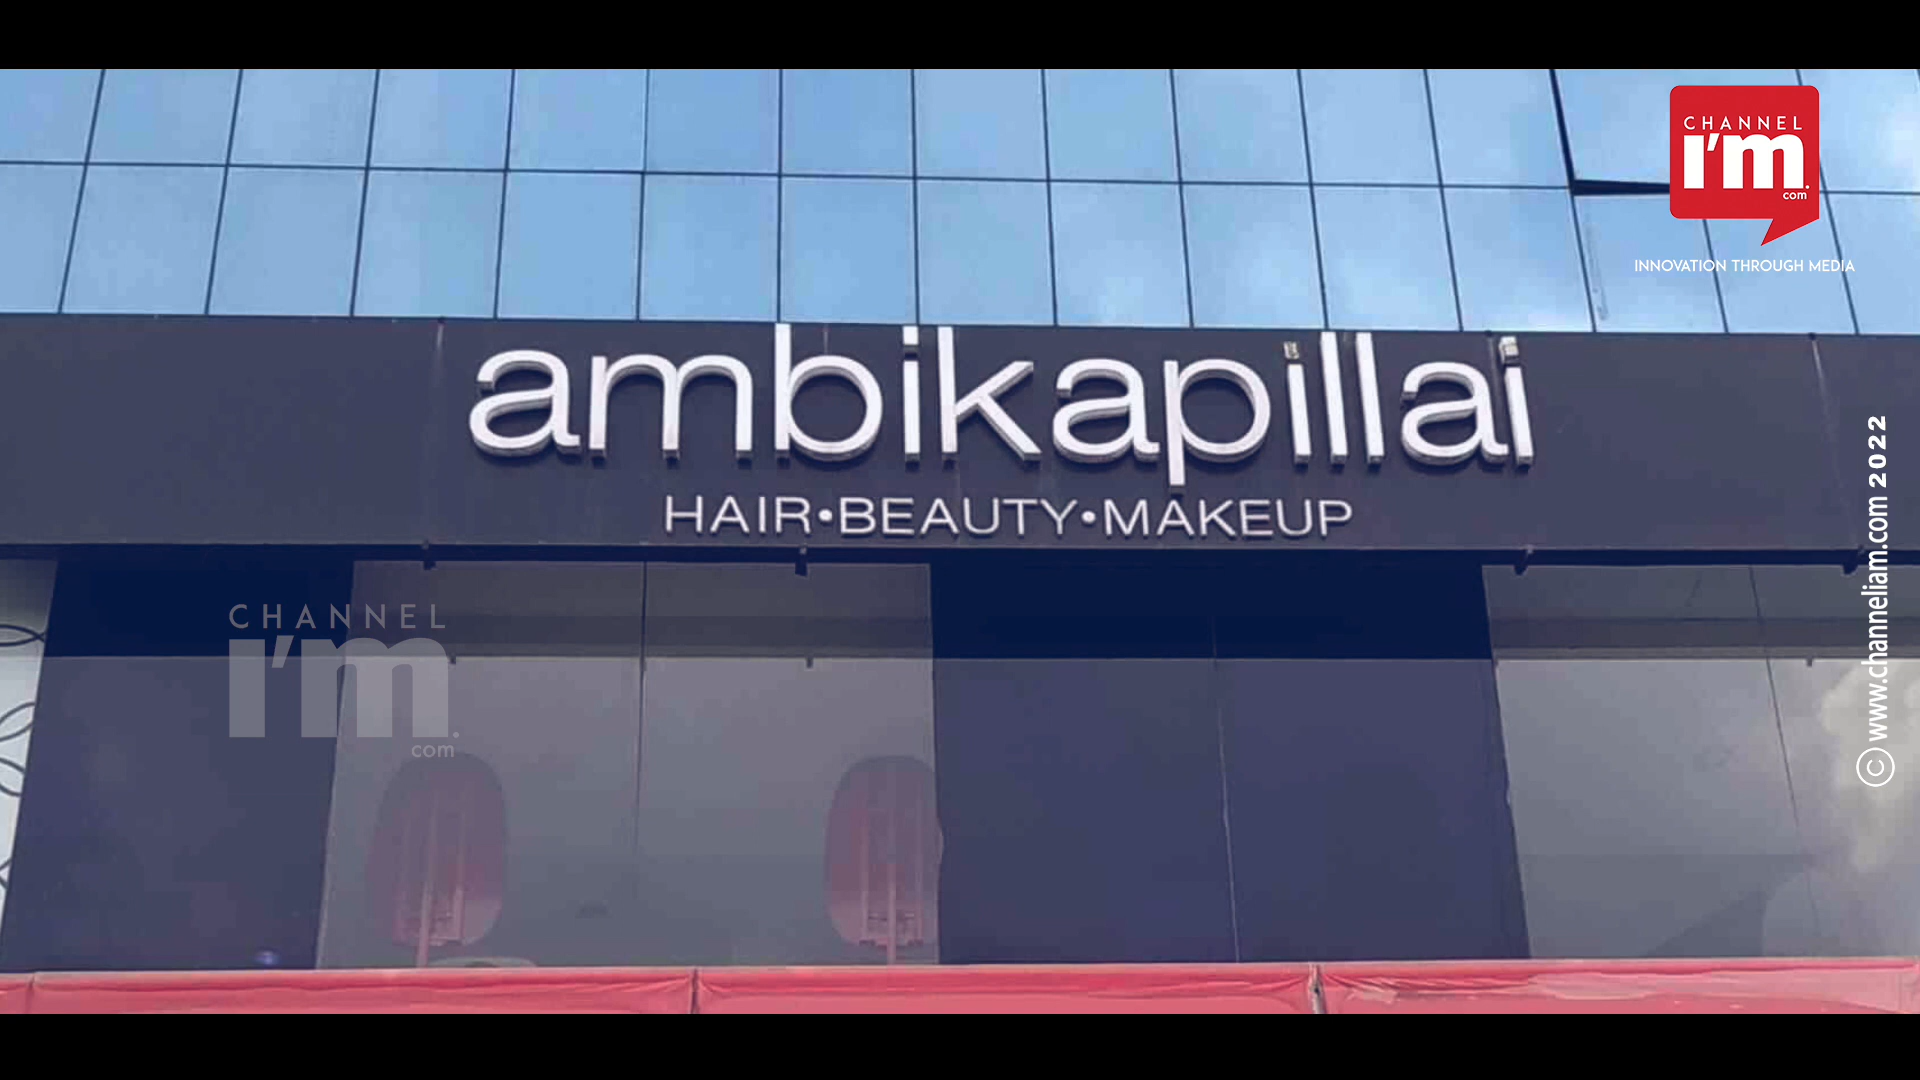 CHANNEL
I'm.
com
INNOVATION THROUGH MEDIA
ambikapillai
HAIR•BEAUTY•MAKEUP
CHANNEL
I'm.
com
© www.channeliam.com 2022